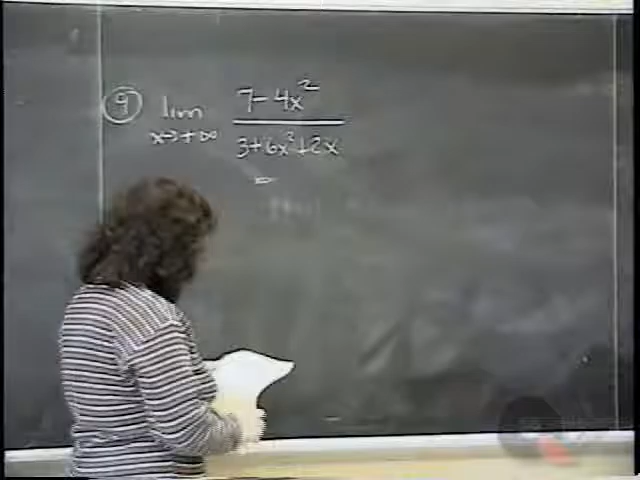 ⑨ lim x→+∞ (7-4x²)/(3+6x²+2x)
=